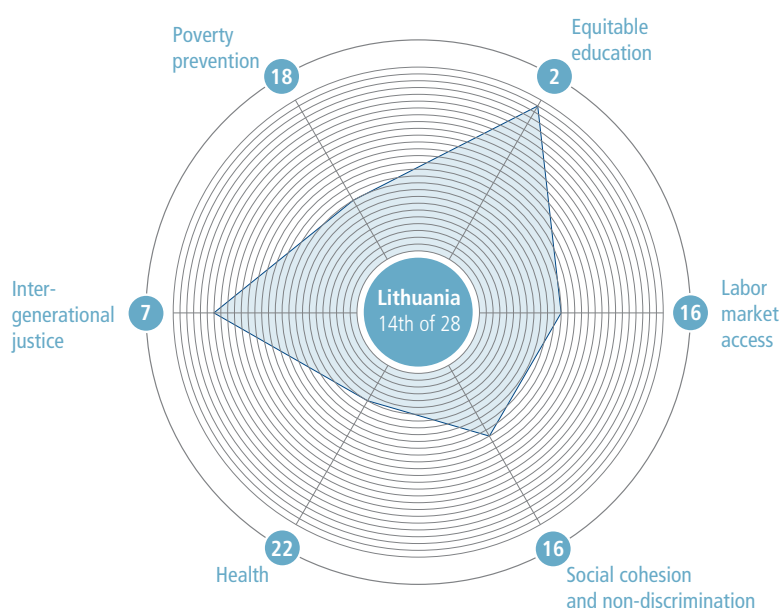 Poverty
prevention
18
Equitable
education
2
Inter-
generational
justice
7
Lithuania
14th of 28
16
Labor
market
access
22
Health
16
Social cohesion
and non-discrimination